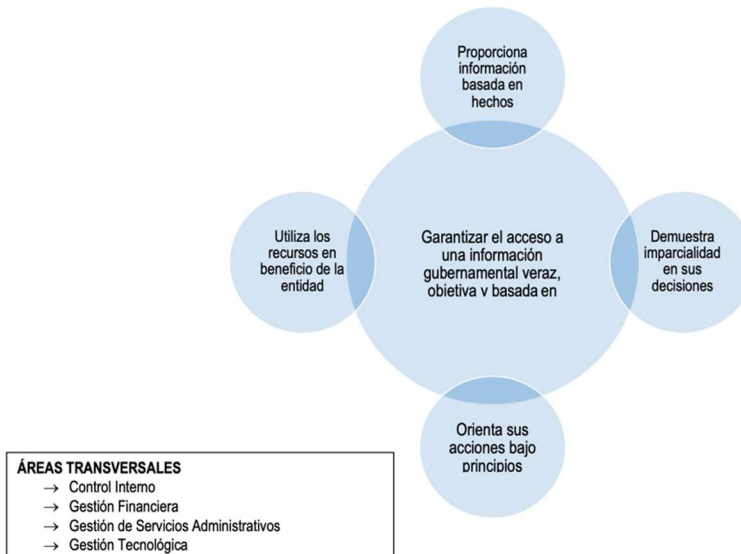 Proporciona
información
basada en
hechos
Utiliza los
recursos en
beneficio de la
entidad
Garantizar el acceso a
una información
gubernamental veraz,
objetiva y basada en
Demuestra
imparcialidad
en sus
decisiones
Orienta sus
acciones bajo
principios
ÁREAS TRANSVERSALES
→ Control Interno
→ Gestión Financiera
→ Gestión de Servicios Administrativos
→ Gestión Tecnológica